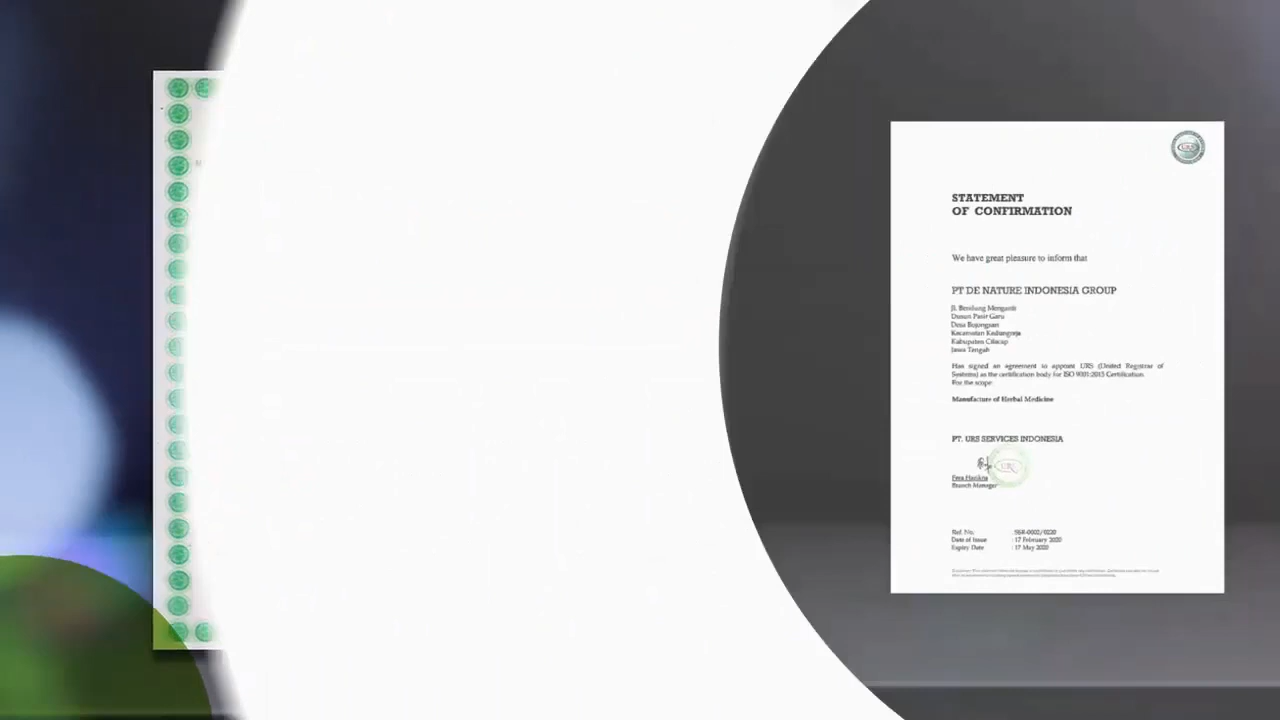 STATEMENT
OF CONFIRMATION
We have great pleasure to inform that
PT DE NATURE INDONESIA GROUP
Jl. Bendung Menganti
Dusun Pasir Garu
Desa Bojongsari
Kecamatan Kedungreja
Kabupaten Cilacap
Jawa Tengah
Has signed an agreement to appoint URS (United Registrar of
Systems) as the certification body for ISO 9001:2015 Certification.
For the scope:
Manufacture of Herbal Medicine
PT. URS SERVICES INDONESIA
URS
Branch Manager
Ref. No. :
Date of Issue : 17 February 2020
Expiry Date : 17 May 2020